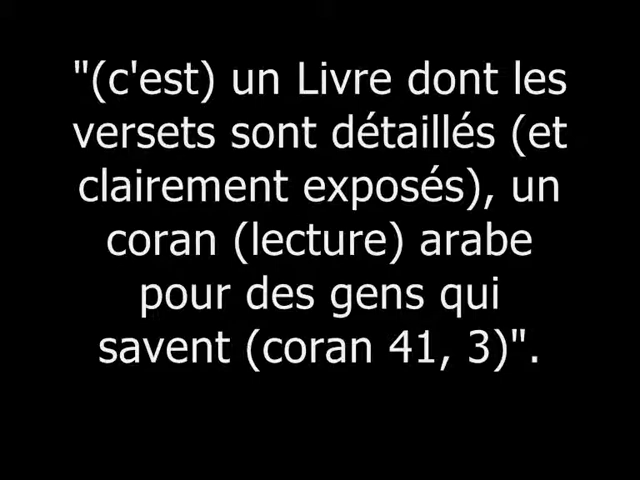 "(c'est) un Livre dont les
versets sont détaillés (et
clairement exposés), un
coran (lecture) arabe
pour des gens qui
savent (coran 41, 3)".